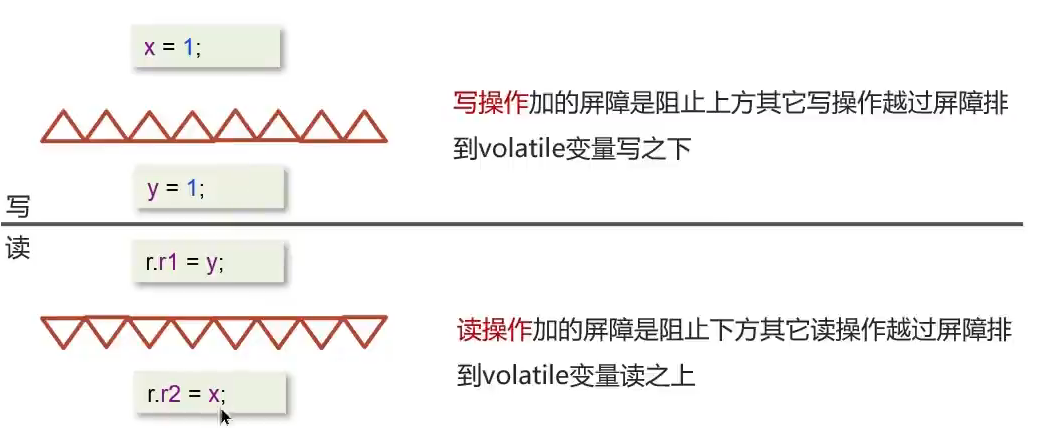 x = 1;
写操作加的屏障是阻止上方其它写操作越过屏障排
到volatile变量写之下
y = 1;
写
读
r.r1 = y;
读操作加的屏障是阻止下方其它读操作越过屏障排
到volatile变量读之上
r.r2 = x;